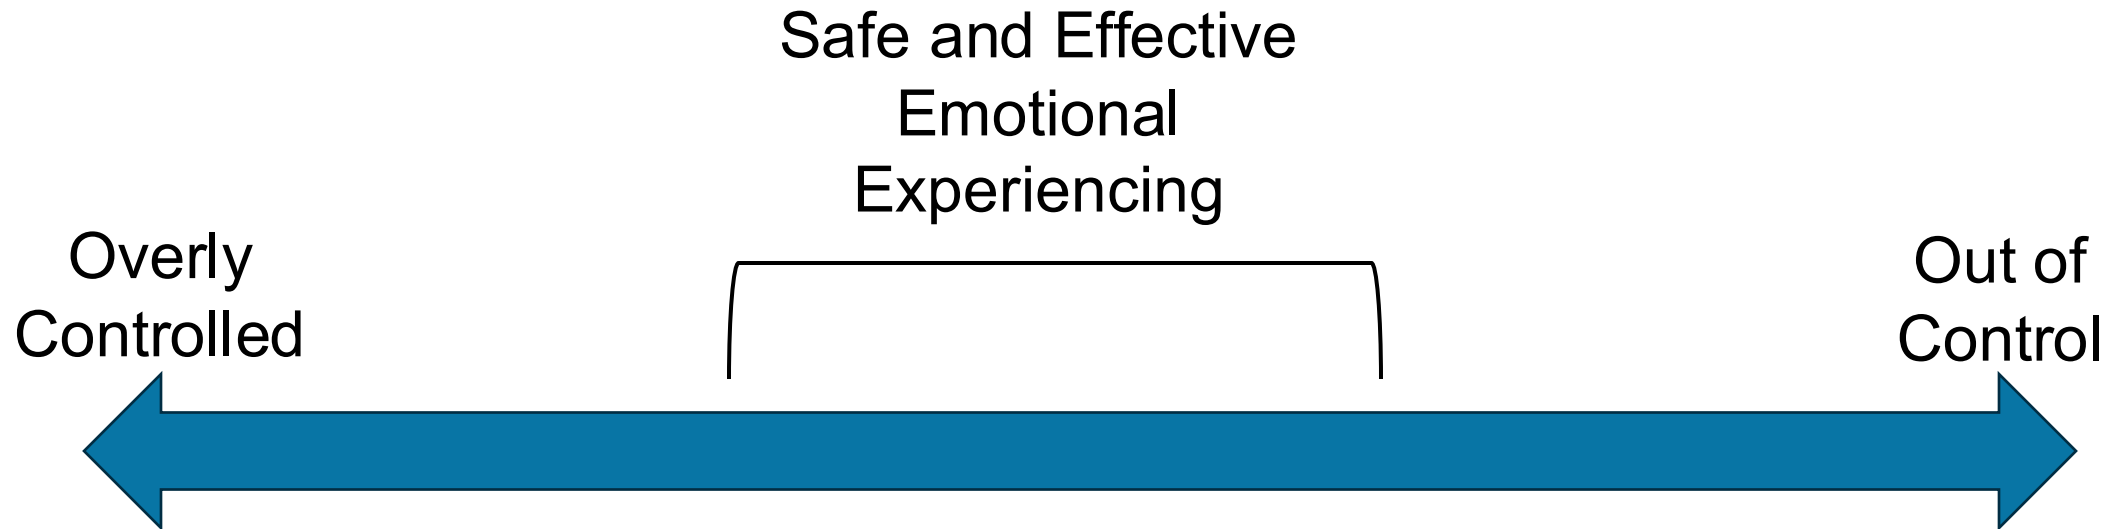 Safe and Effective
Emotional
Experiencing
Overly
Controlled
Out of
Control